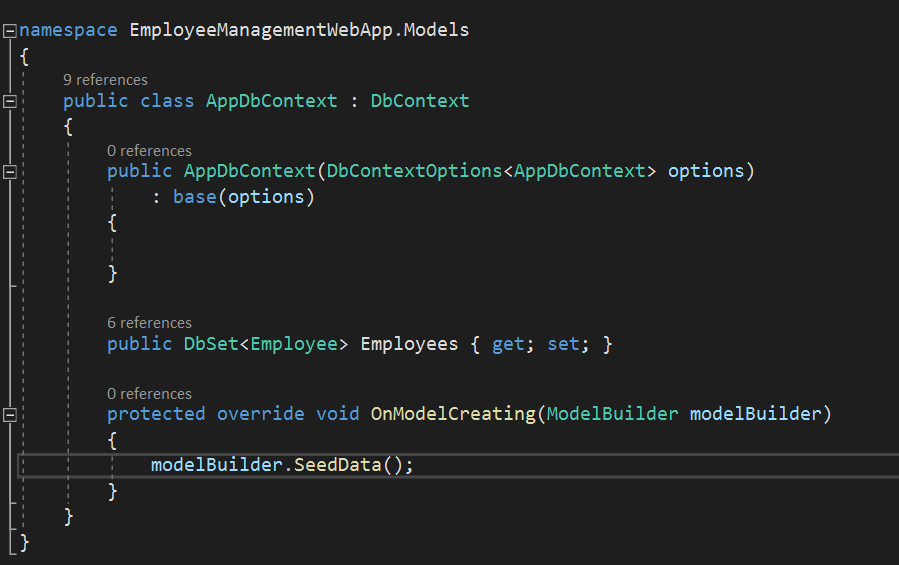 namespace EmployeeManagementWebApp.Models
{
9 references
public class AppDbContext : DbContext
{
0 references
public AppDbContext(DbContextOptions<AppDbContext> options)
: base(options)
{
}
6 references
public DbSet<Employee> Employees { get; set; }
0 references
protected override void OnModelCreating(ModelBuilder modelBuilder)
{
modelBuilder.SeedData();
}
}
}